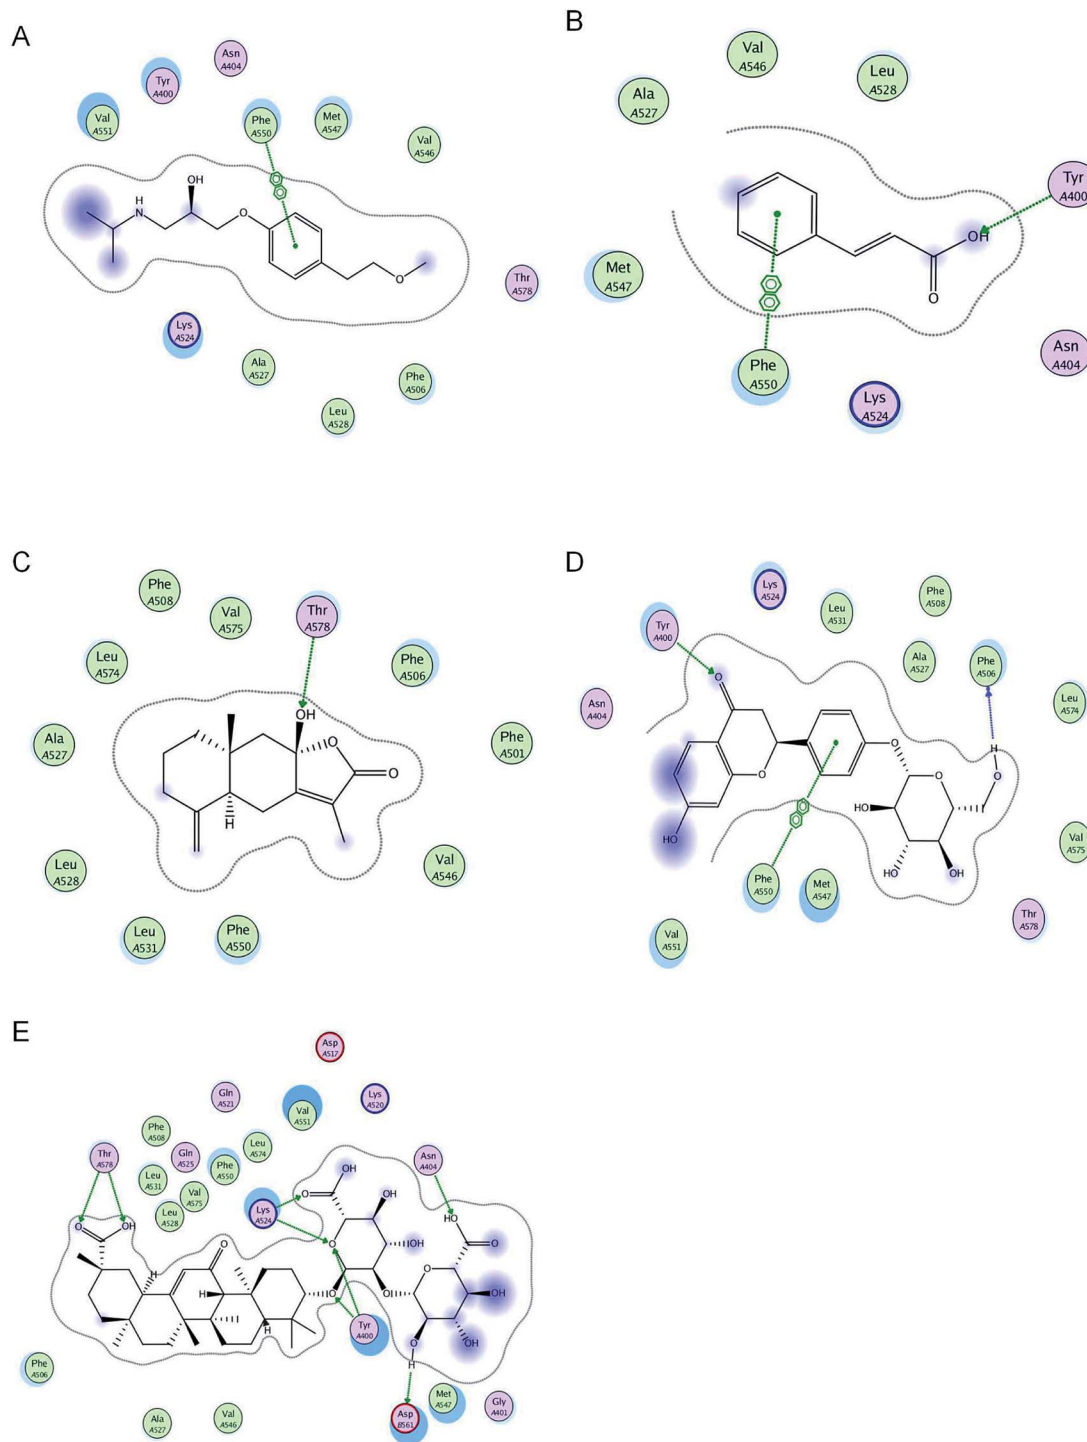 A
Asn
A404
Tyr
A400
Val
A551
Phe
A550
Met
A547
Val
A546
H
N
OH
O
O
Thr
A578
Lys
A524
Ala
A527
Phe
A506
Leu
A528
B
Val
A546
Leu
A528
Ala
A527
Tyr
A400
OH
O
Met
A547
Phe
A550
Asn
A404
Lys
A524
C
Phe
A508
Val
A575
Thr
A578
Leu
A574
Phe
A506
OH
O
O
H
Ala
A527
Phe
A501
Leu
A528
Val
A546
Leu
A531
Phe
A550
D
Lys
A524
Leu
A531
Phe
A508
Tyr
A400
Ala
A527
Phe
A506
Asn
A404
Leu
A574
O
O
O
H
O
O
HO
HO
HO
OH
Val
A575
Phe
A550
Met
A547
Thr
A578
Val
A551
E
Asp
A517
Gln
A521
Lys
A520
Val
A551
Phe
A508
Leu
A574
Thr
A578
Gln
A525
Phe
A550
Asn
A404
Leu
A531
Val
A575
Leu
A528
Lys
A524
O
OH
O
OH
OH
HO
O
O
OH
O
O
O
O
OH
OH
O
H
H
H
H
Tyr
A400
Phe
A506
Ala
A527
Val
A546
Asp
B561
Met
A547
Gly
A401